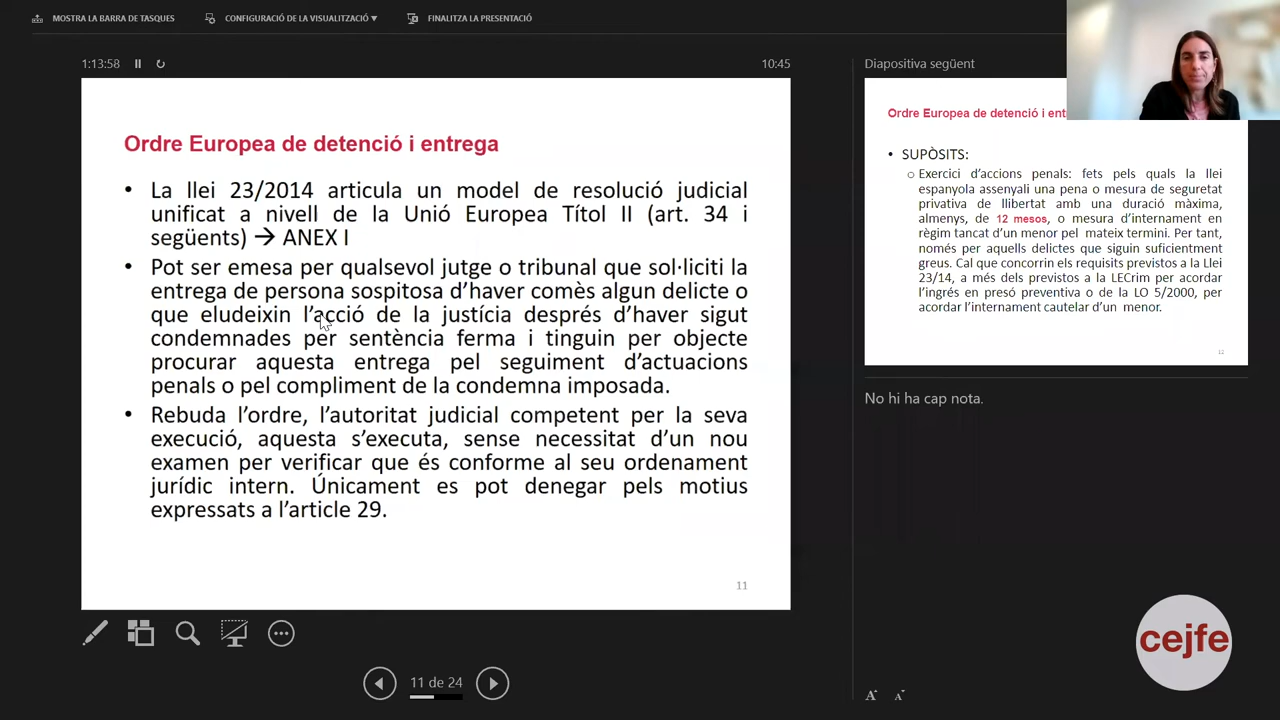 MOSTRA LA BARRA DE TASQUES
CONFIGURACIÓ DE LA VISUALITZACIÓ ▼
FINALITZA LA PRESENTACIÓ
1:13:58
10:45
Ordre Europea de detenció i entrega
• La llei 23/2014 articula un model de resolució judicial
unificat a nivell de la Unió Europea Títol II (art. 34 i
següents) → ANEX I
• Pot ser emesa per qualsevol jutge o tribunal que sol·liciti la
entrega de persona sospitosa d’haver comès algun delicte o
que eludeixin l’acció de la justícia després d’haver sigut
condemnades per sentència ferma i tinguin per objecte
procurar aquesta entrega pel seguiment d’actuacions
penals o pel compliment de la condemna imposada.
• Rebuda l’ordre, l’autoritat judicial competent per la seva
execució, aquesta s’executa, sense necessitat d’un nou
examen per verificar que és conforme al seu ordenament
jurídic intern. Únicament es pot denegar pels motius
expressats a l’article 29.
11
11 de 24
Diapositiva següent
Ordre Europea de detenció i
• SUPÒSITS:
o Exercici d’accions penals: fets pels quals la llei
espanyola assenyali una pena o mesura de seguretat
privativa de llibertat amb una duració màxima,
almenys, de 12 mesos, o mesura d’internament en
règim tancat d’un menor pel mateix termini. Per tant,
només per aquells delictes que siguin suficientment
greus. Cal que concorrin els requisits previstos a la Llei
23/14, a més dels previstos a la LECrim per acordar
l’ingrés en presó preventiva o de la LO 5/2000, per
acordar l’internament cautelar d’un menor.
12
No hi ha cap nota.
cejfe
A A